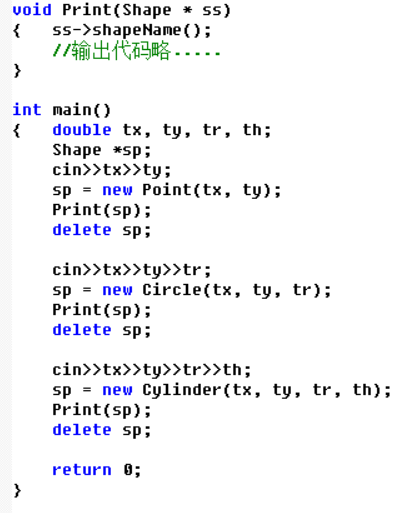 void Print(Shape * ss)
{   ss->shapeName();
    //输出代码略.....
}

int main()
{   double tx, ty, tr, th;
    Shape *sp;
    cin>>tx>>ty;
    sp = new Point(tx, ty);
    Print(sp);
    delete sp;

    cin>>tx>>ty>>tr;
    sp = new Circle(tx, ty, tr);
    Print(sp);
    delete sp;

    cin>>tx>>ty>>tr>>th;
    sp = new Cylinder(tx, ty, tr, th);
    Print(sp);
    delete sp;

    return 0;
}